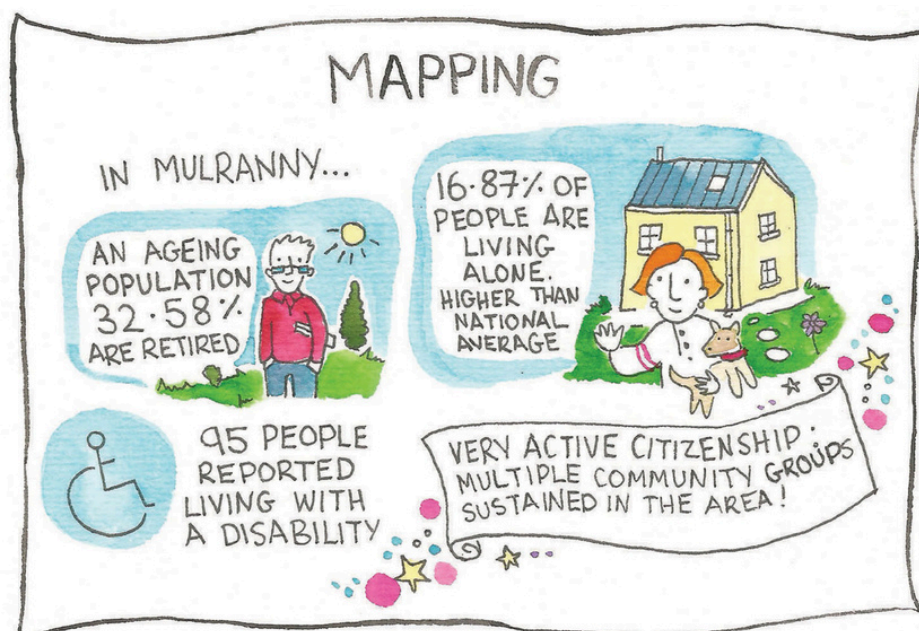 MAPPING
IN MULRANNY...
AN AGEING
POPULATION
32.58%
ARE RETIRED
16.87% OF
PEOPLE ARE
LIVING
ALONE.
HIGHER THAN
NATIONAL
AVERAGE
95 PEOPLE
REPORTED
LIVING WITH
A DISABILITY
VERY ACTIVE CITIZENSHIP.
MULTIPLE COMMUNITY GROUPS
SUSTAINED IN THE AREA!